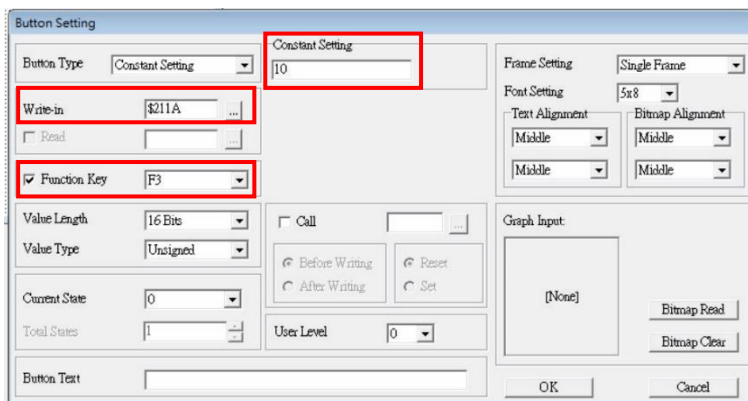 Button Setting
Button Type Constant Setting
Constant Setting
10
Write-in $211A ...
Read ...
Function Key F3
Value Length 16 Bits
Value Type Unsigned
Current State 0
Total States 1
Call ...
Before Writing Reset
After Writing Set
User Level 0
Button Text
Frame Setting Single Frame
Font Setting 5x8
Text Alignment Bitmap Alignment
Middle Middle
Middle Middle
Graph Input:
[None]
Bitmap Read
Bitmap Clear
OK Cancel